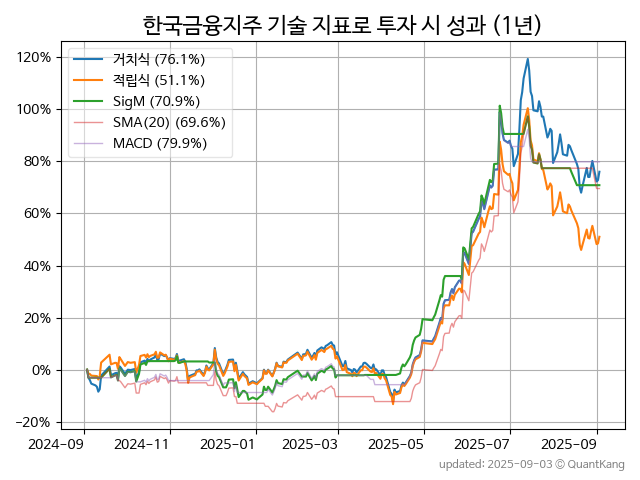 한국금융지주 기술 지표로 투자 시 성과 (1년)
거치식 (76.1%)
적립식 (51.1%)
SigM (70.9%)
SMA(20) (69.6%)
MACD (79.9%)
120%
100%
80%
60%
40%
20%
0%
−20%
2024-09 2024-11 2025-01 2025-03 2025-05 2025-07 2025-09
updated: 2025-09-03 © QuantKang